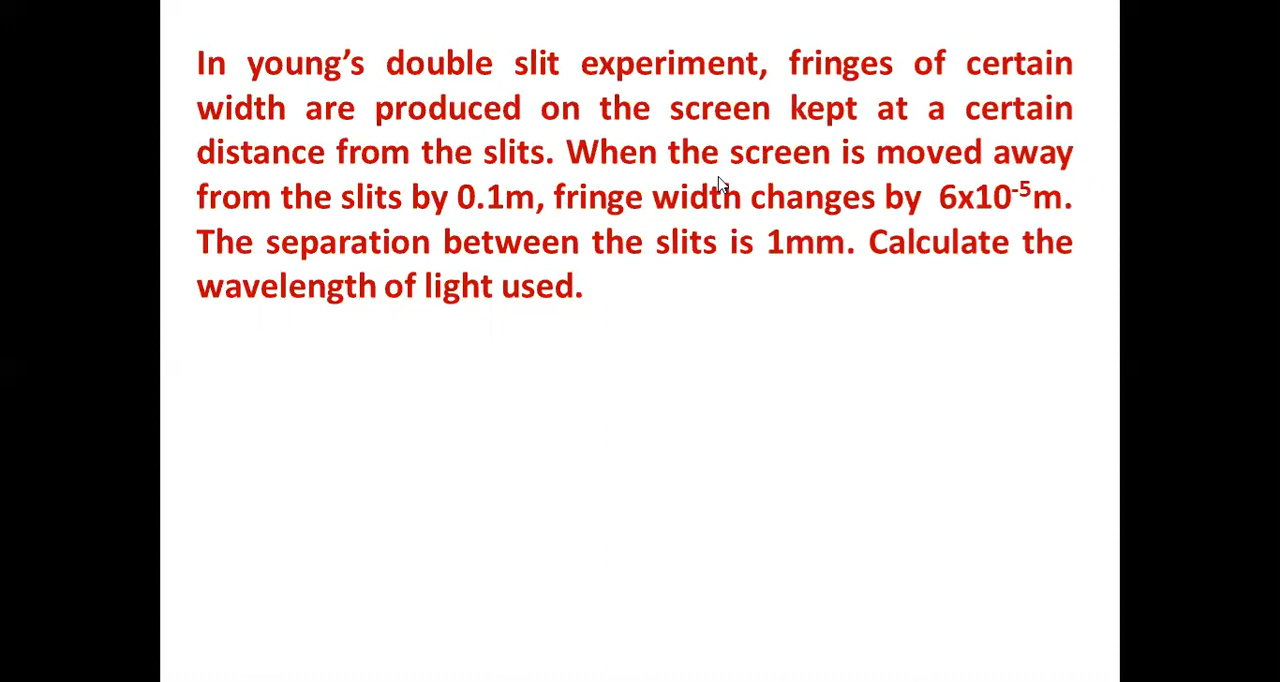 In young’s double slit experiment, fringes of certain
width are produced on the screen kept at a certain
distance from the slits. When the screen is moved away
from the slits by 0.1m, fringe width changes by 6x10⁻⁵m.
The separation between the slits is 1mm. Calculate the
wavelength of light used.